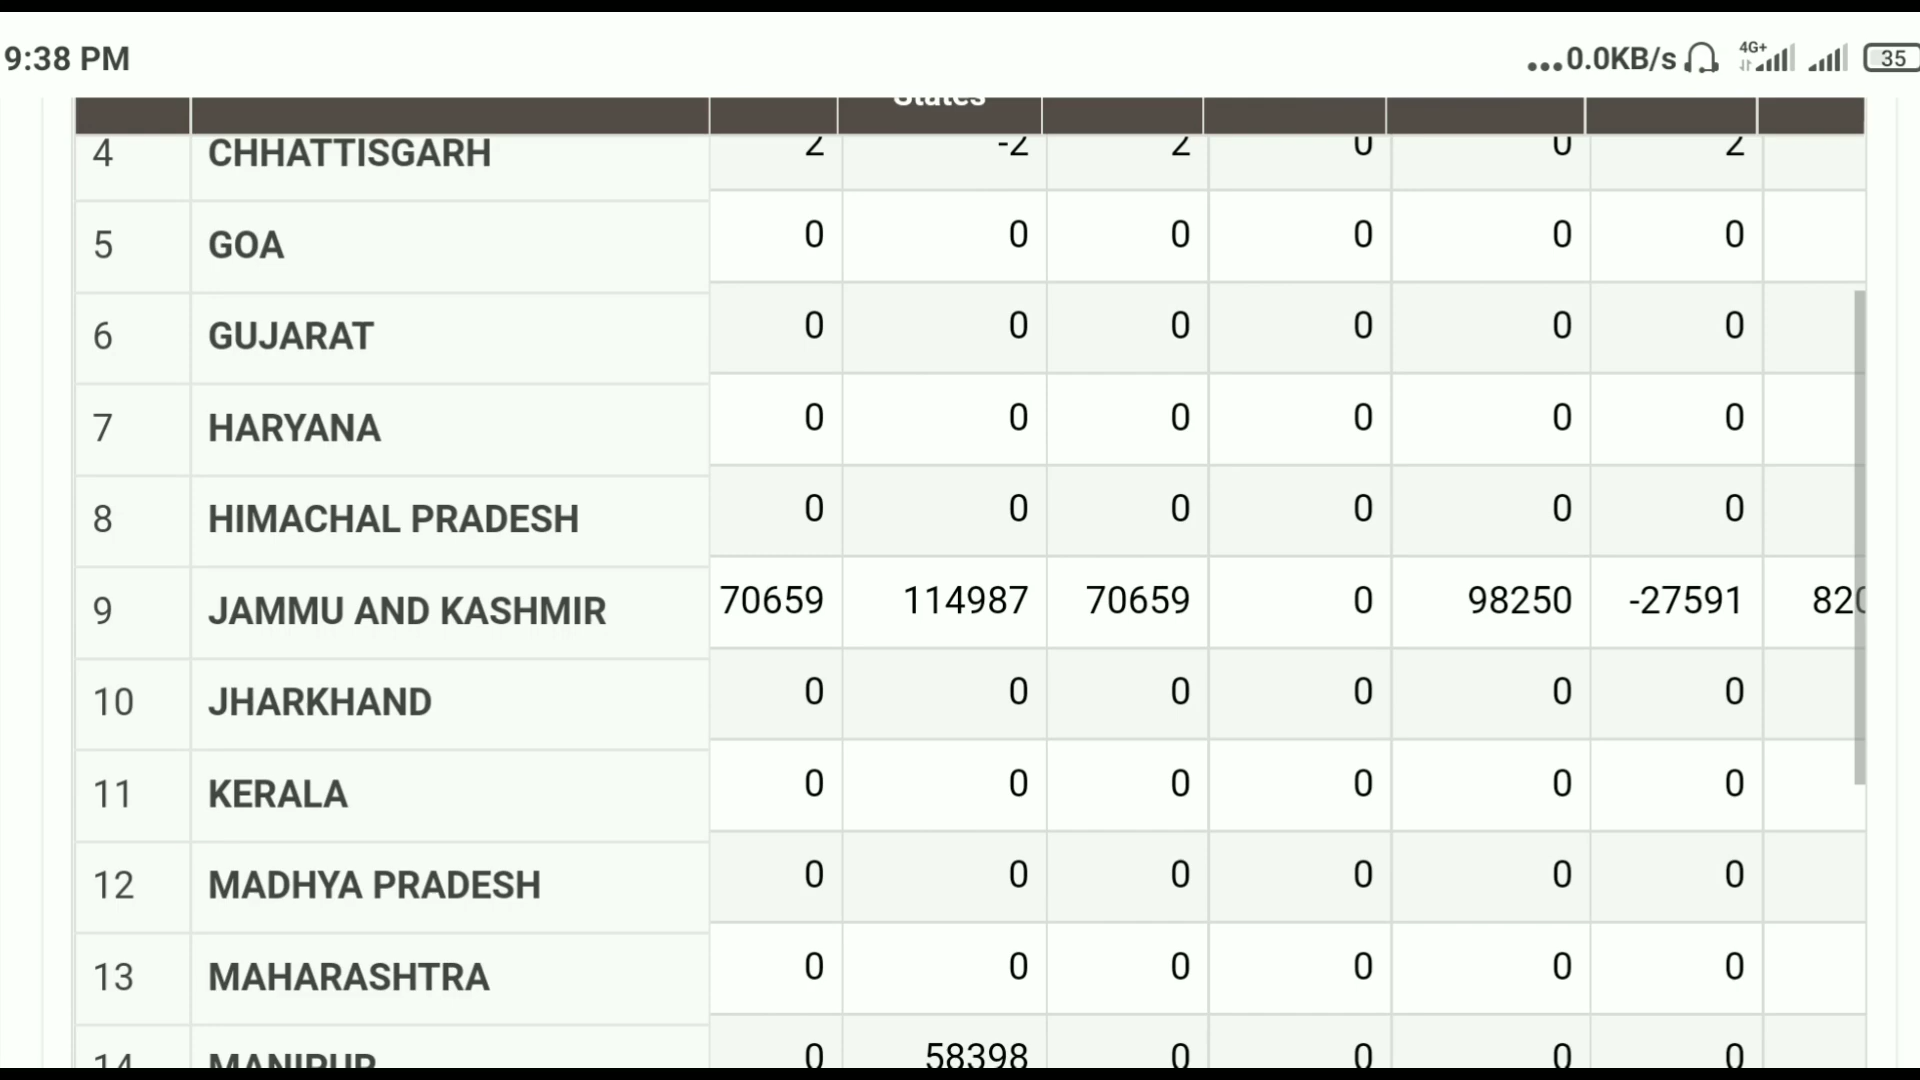 9:38 PM ...0.0KB/s 4G+ 35
States
4 CHHATTISGARH 2 -2 2 0 0 2
5 GOA 0 0 0 0 0 0
6 GUJARAT 0 0 0 0 0 0
7 HARYANA 0 0 0 0 0 0
8 HIMACHAL PRADESH 0 0 0 0 0 0
9 JAMMU AND KASHMIR 70659 114987 70659 0 98250 -27591 820
10 JHARKHAND 0 0 0 0 0 0
11 KERALA 0 0 0 0 0 0
12 MADHYA PRADESH 0 0 0 0 0 0
13 MAHARASHTRA 0 0 0 0 0 0
14 MANIPUR 0 58398 0 0 0 0